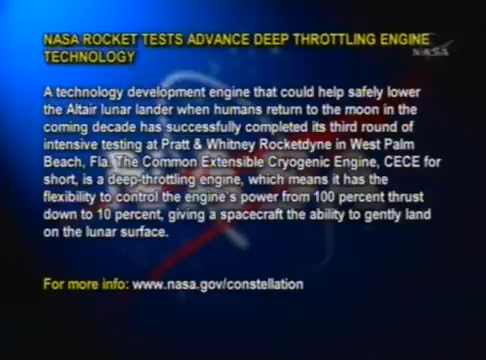 NASA ROCKET TESTS ADVANCE DEEP THROTTLING ENGINE
TECHNOLOGY
NASA
A technology development engine that could help safely lower
the Altair lunar lander when humans return to the moon in the
coming decade has successfully completed its third round of
intensive testing at Pratt & Whitney Rocketdyne in West Palm
Beach, Fla. The Common Extensible Cryogenic Engine, CECE for
short, is a deep-throttling engine, which means it has the
flexibility to control the engine's power from 100 percent thrust
down to 10 percent, giving a spacecraft the ability to gently land
on the lunar surface.
For more info: www.nasa.gov/constellation